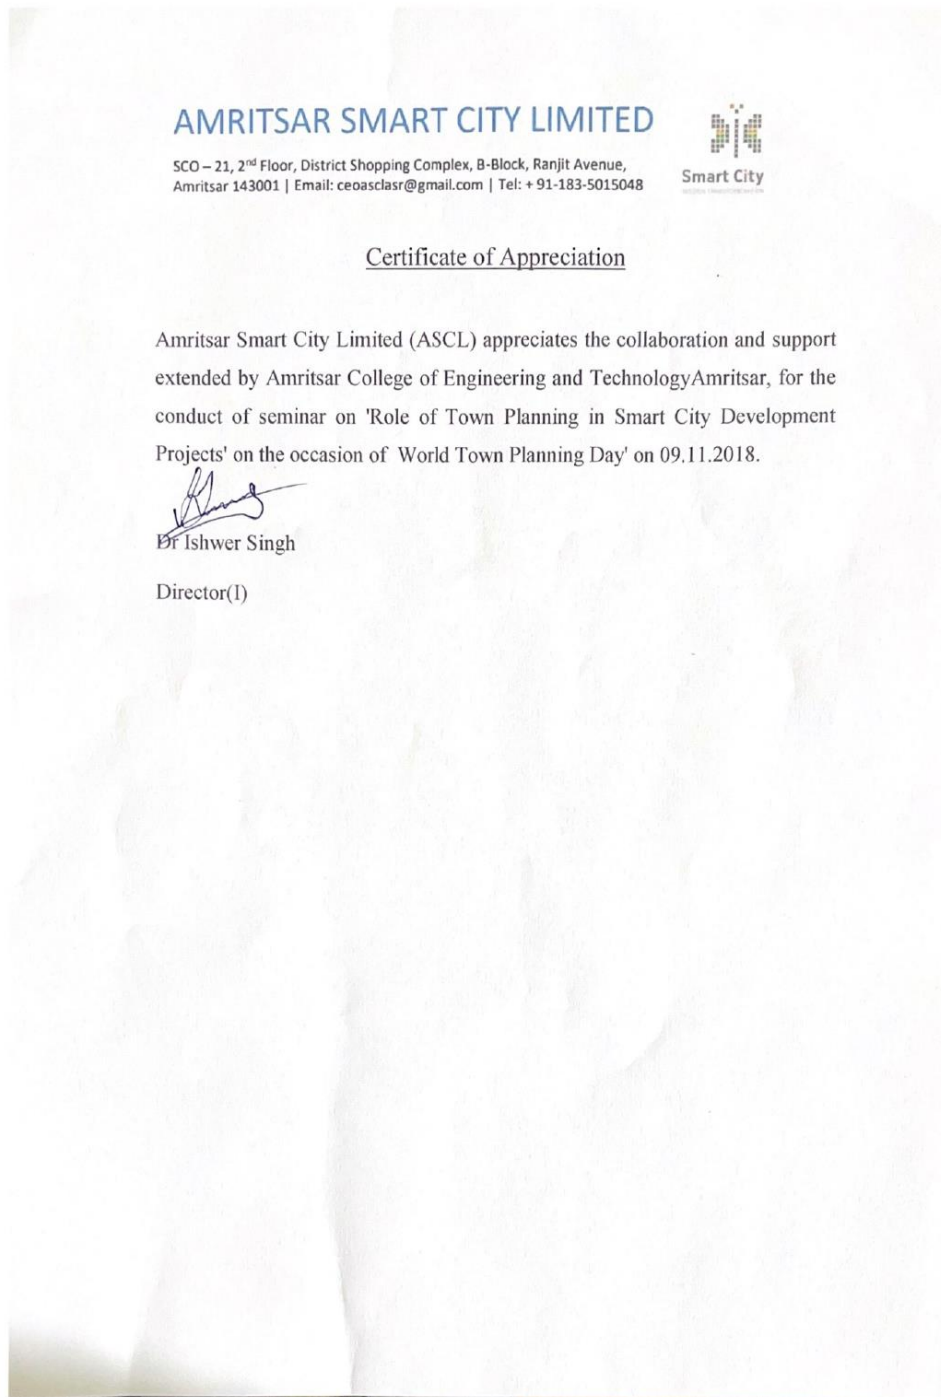 AMRITSAR SMART CITY LIMITED
SCO – 21, 2nd Floor, District Shopping Complex, B-Block, Ranjit Avenue,
Amritsar 143001 | Email: ceoasclasr@gmail.com | Tel: + 91-183-5015048
Smart City
Certificate of Appreciation
Amritsar Smart City Limited (ASCL) appreciates the collaboration and support
extended by Amritsar College of Engineering and TechnologyAmritsar, for the
conduct of seminar on 'Role of Town Planning in Smart City Development
Projects' on the occasion of World Town Planning Day' on 09.11.2018.
Dr Ishwer Singh
Director(I)